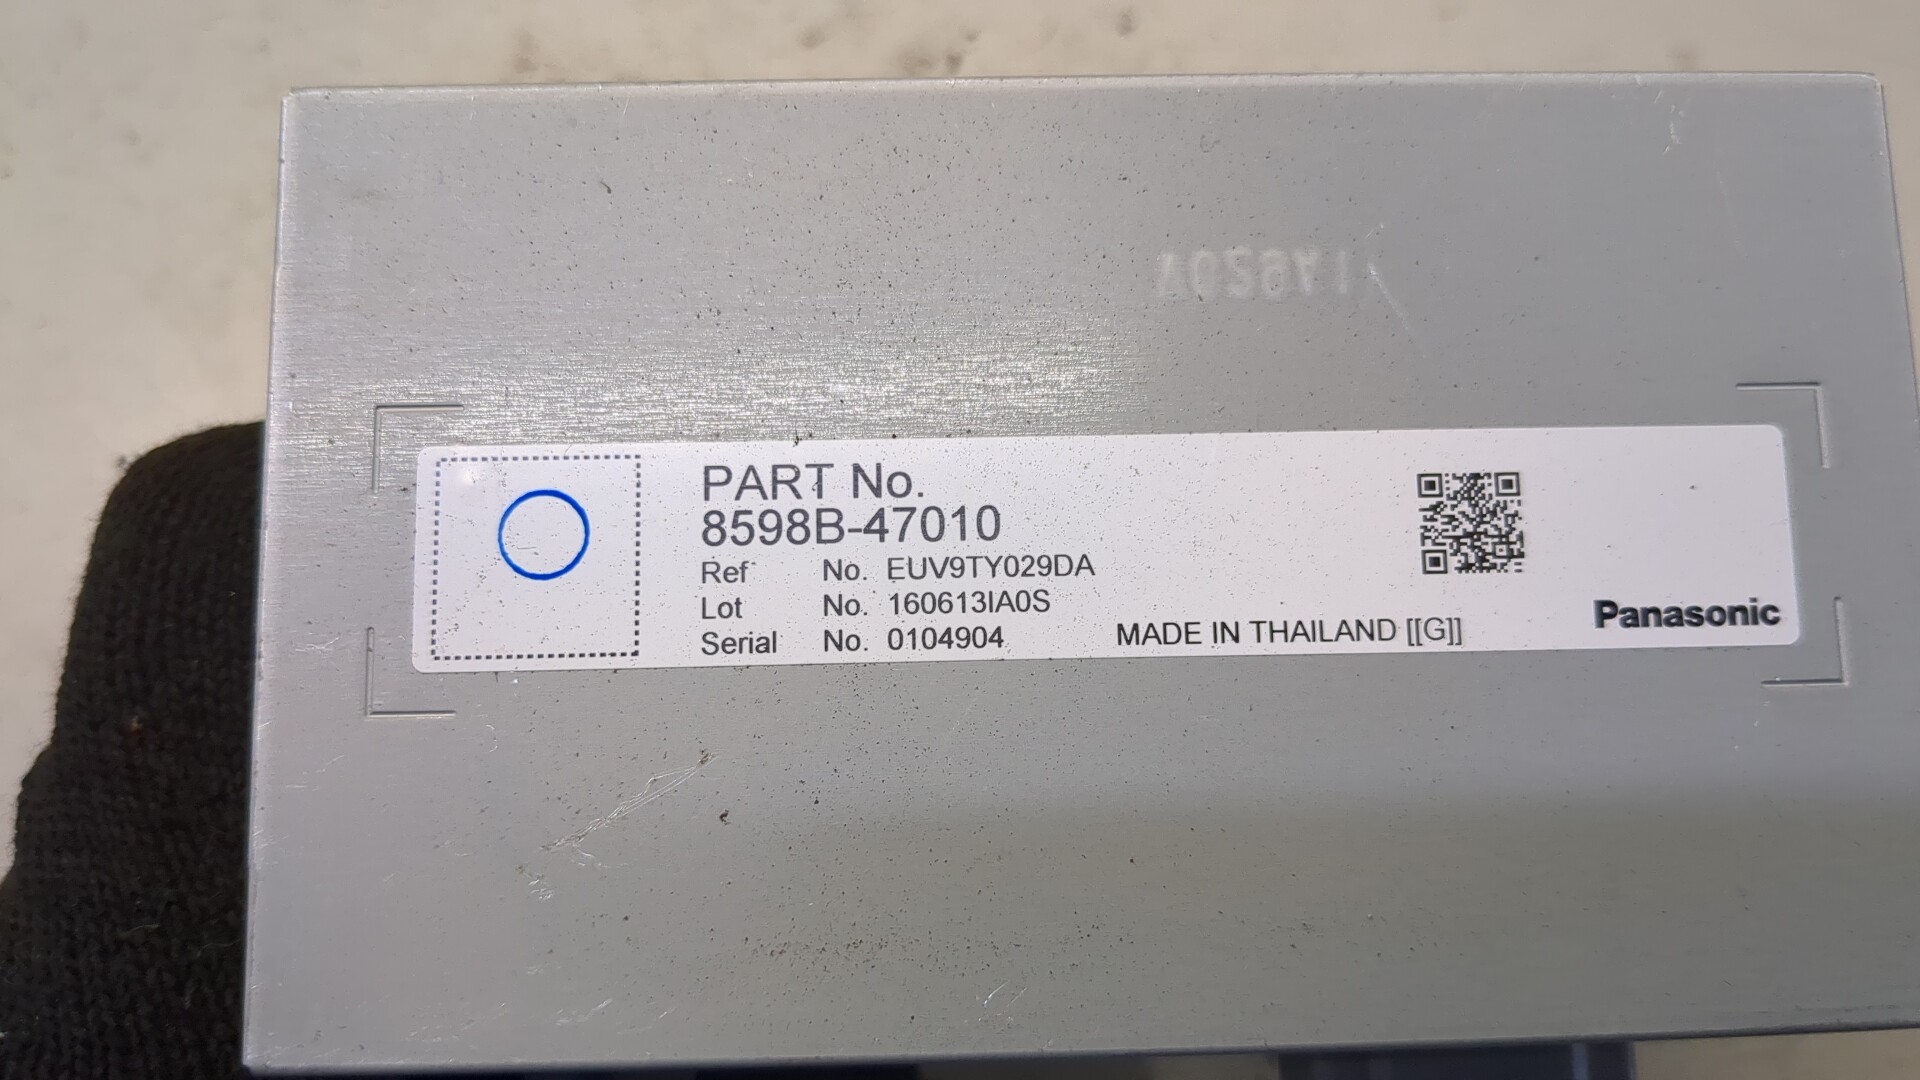 PART No.
8598B-47010
Ref No. EUV9TY029DA
Lot No. 160613IA0S
Serial No. 0104904
MADE IN THAILAND [[G]]
Panasonic